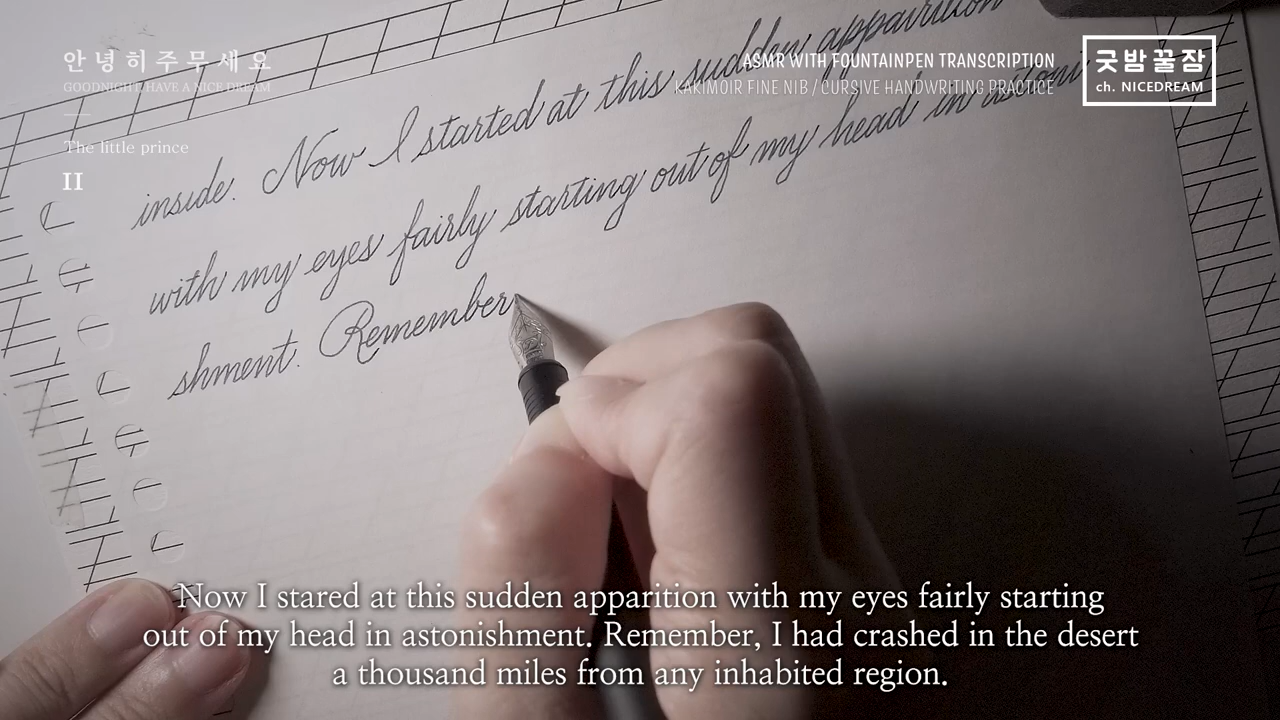 안녕히주무세요
GOODNIGHT, HAVE A NICE DREAM
The little prince
II
ASMR WITH FOUNTAINPEN TRANSCRIPTION
KAKIMOIR FINE NIB / CURSIVE HANDWRITING PRACTICE
굿밤꿀잠
ch. NICEDREAM
inside. Now I started at this sudden apparition
with my eyes fairly starting out of my head in astoni
shment. Remember
Now I stared at this sudden apparition with my eyes fairly starting
out of my head in astonishment. Remember, I had crashed in the desert
a thousand miles from any inhabited region.